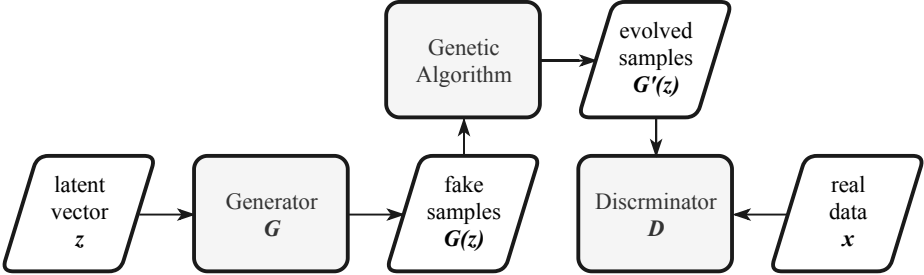 Genetic
Algorithm
evolved
samples
G'(z)
latent
vector
z
Generator
G
fake
samples
G(z)
Discrminator
D
real
data
x